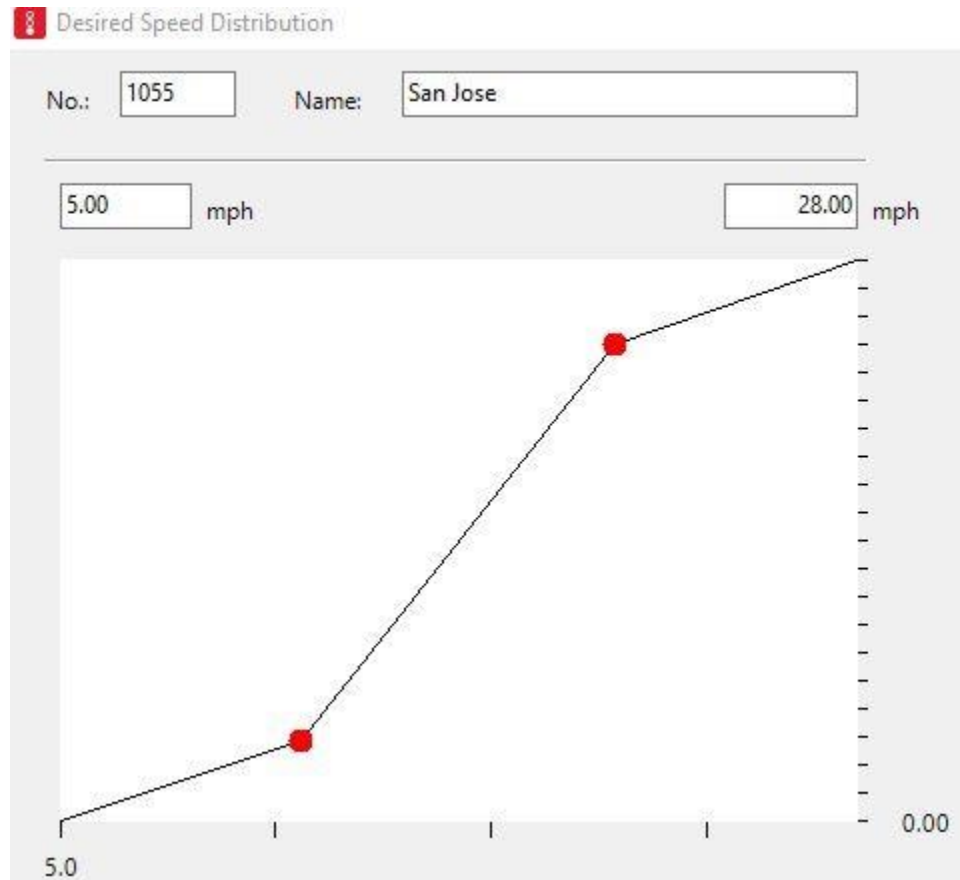 Desired Speed Distribution
No.: 1055 Name: San Jose
5.00 mph 28.00 mph
0.00
5.0